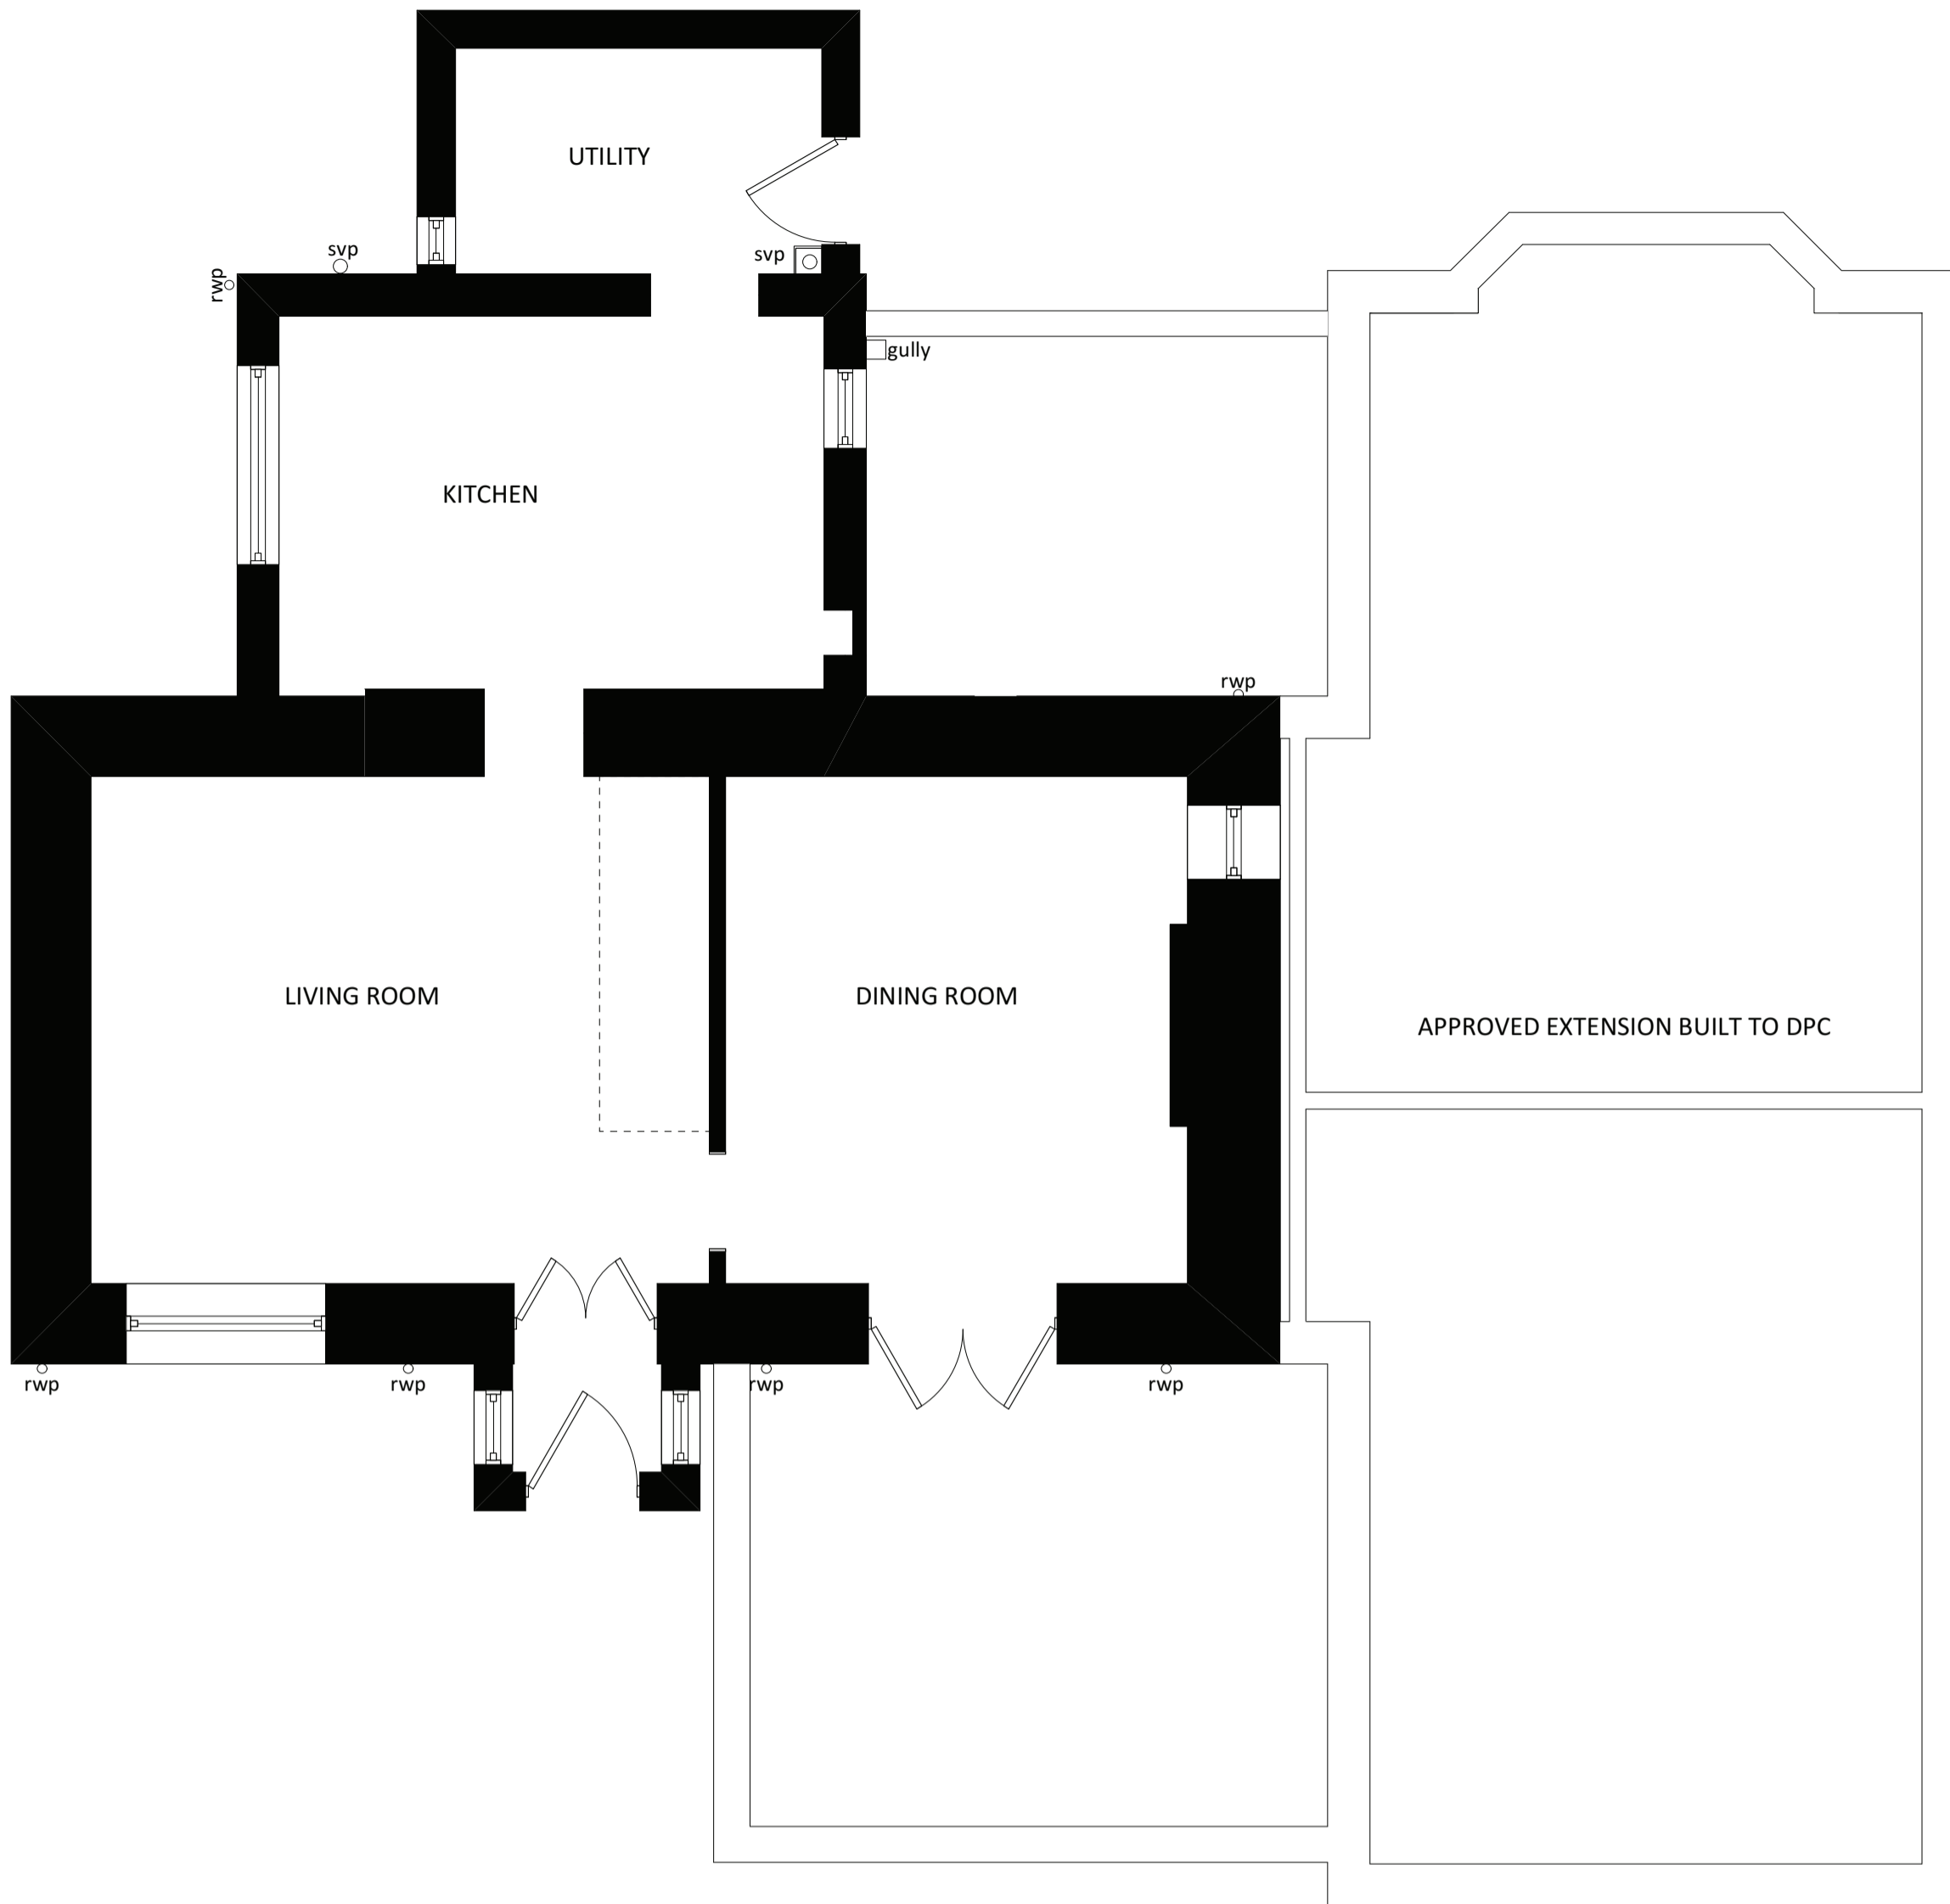 UTILITY
svp
svp
rwp
gully
KITCHEN
rwp
LIVING ROOM
DINING ROOM
APPROVED EXTENSION BUILT TO DPC
rwp
rwp
rwp
rwp